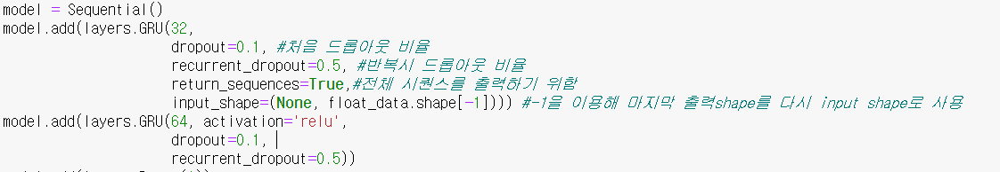 model = Sequential()
model.add(layers.GRU(32,
dropout=0.1, #처음 드롭아웃 비율
recurrent_dropout=0.5, #반복시 드롭아웃 비율
return_sequences=True,#전체 시퀀스를 출력하기 위함
input_shape=(None, float_data.shape[-1]))) #-1을 이용해 마지막 출력shape를 다시 input shape로 사용
model.add(layers.GRU(64, activation='relu',
dropout=0.1,
recurrent_dropout=0.5))